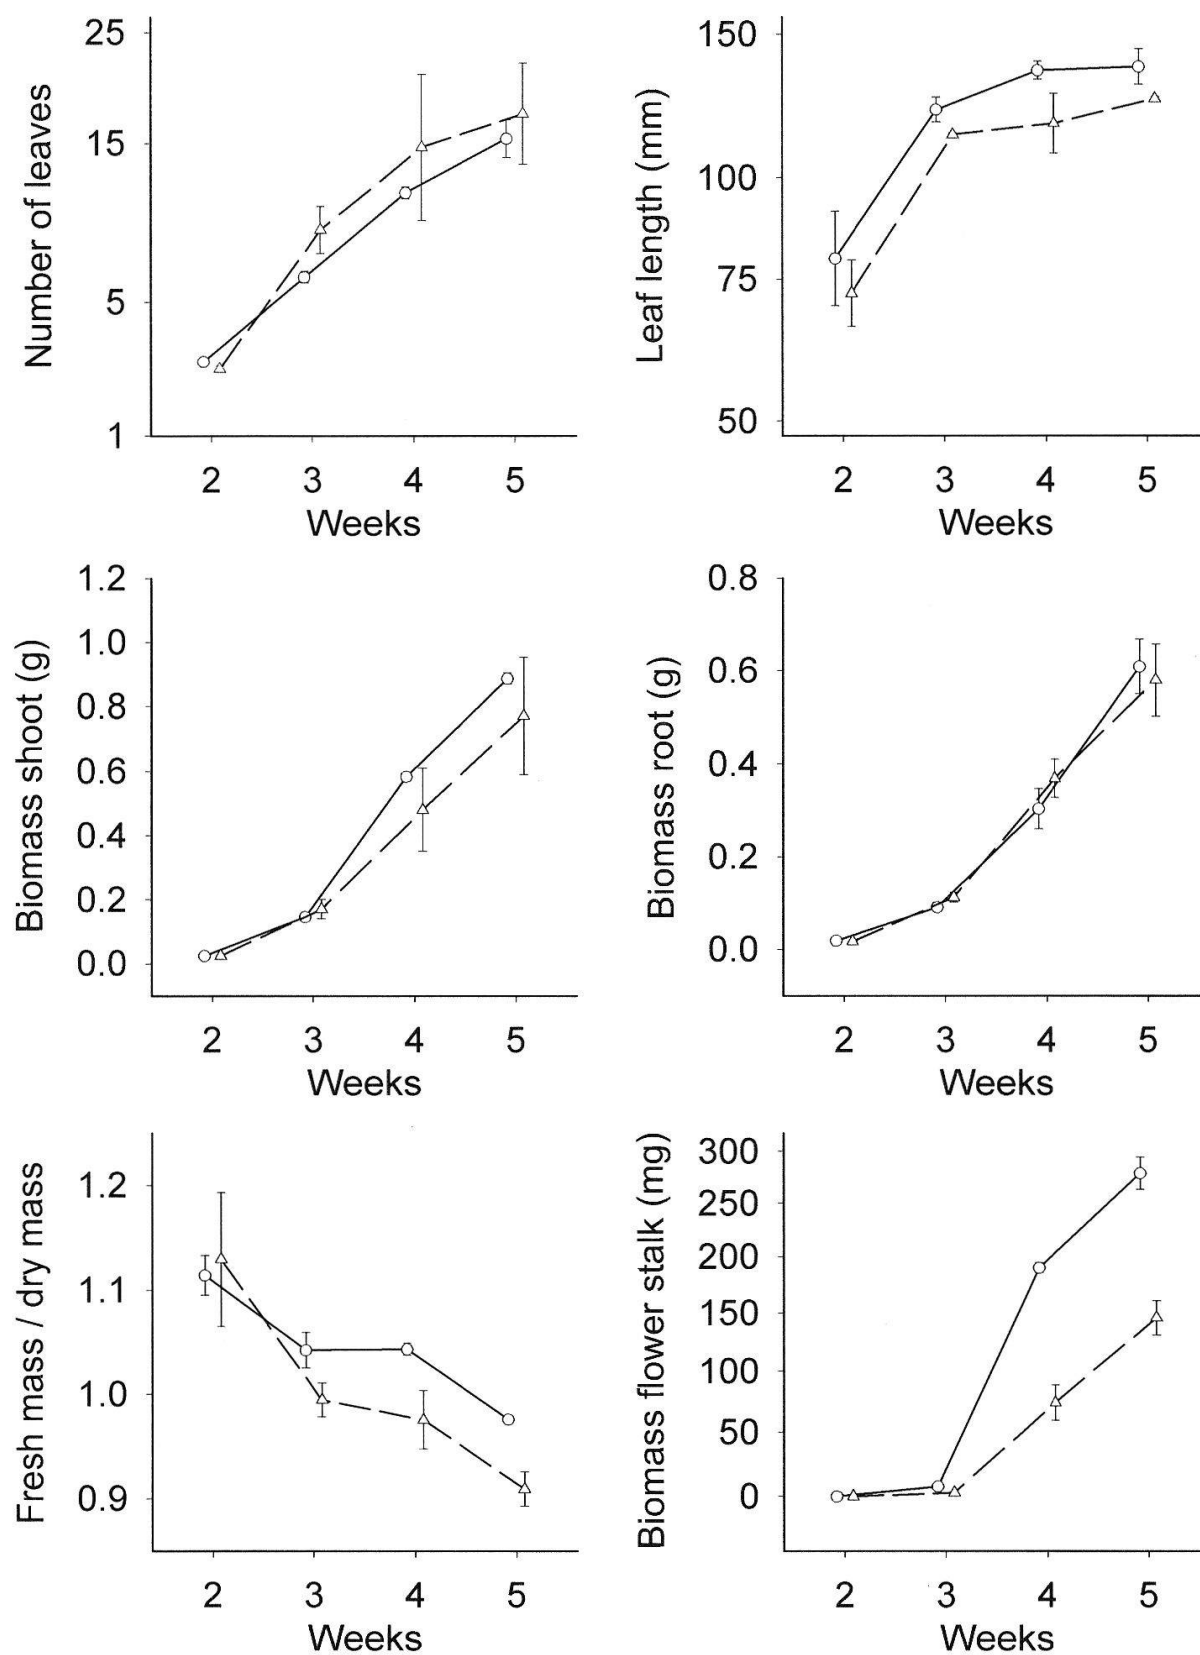 Number of leaves
25
15
5
1
2 3 4 5
Weeks
Leaf length (mm)
150
100
75
50
2 3 4 5
Weeks
Biomass shoot (g)
1.2
1.0
0.8
0.6
0.4
0.2
0.0
2 3 4 5
Weeks
Biomass root (g)
0.8
0.6
0.4
0.2
0.0
2 3 4 5
Weeks
Fresh mass / dry mass
1.2
1.1
1.0
0.9
2 3 4 5
Weeks
Biomass flower stalk (mg)
300
250
200
150
100
50
0
2 3 4 5
Weeks